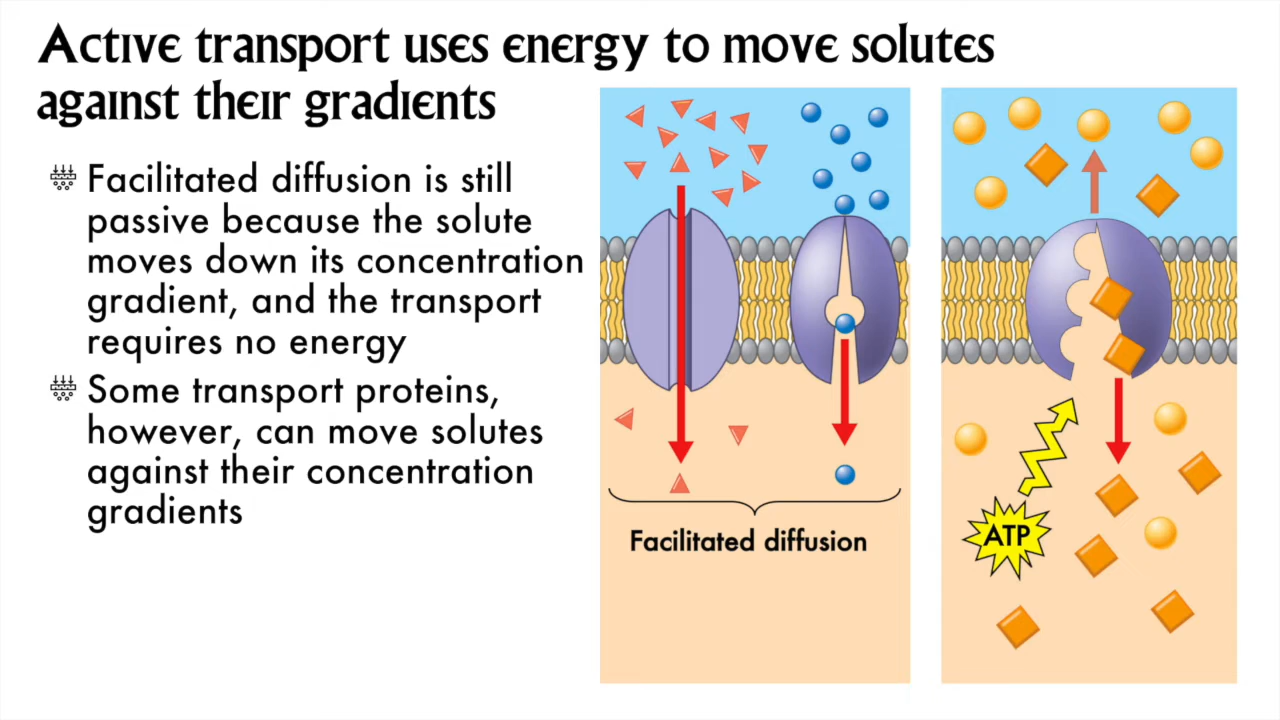 Active transport uses energy to move solutes
against their gradients
Facilitated diffusion is still
passive because the solute
moves down its concentration
gradient, and the transport
requires no energy
Some transport proteins,
however, can move solutes
against their concentration
gradients
Facilitated diffusion
ATP